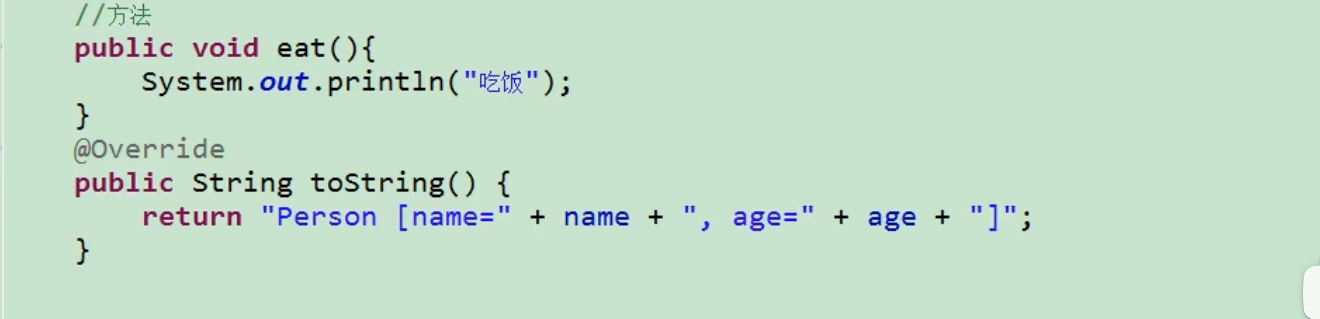 //方法
public void eat(){
System.out.println("吃饭");
}
@Override
public String toString() {
return "Person [name=" + name + ", age=" + age + "]";
}